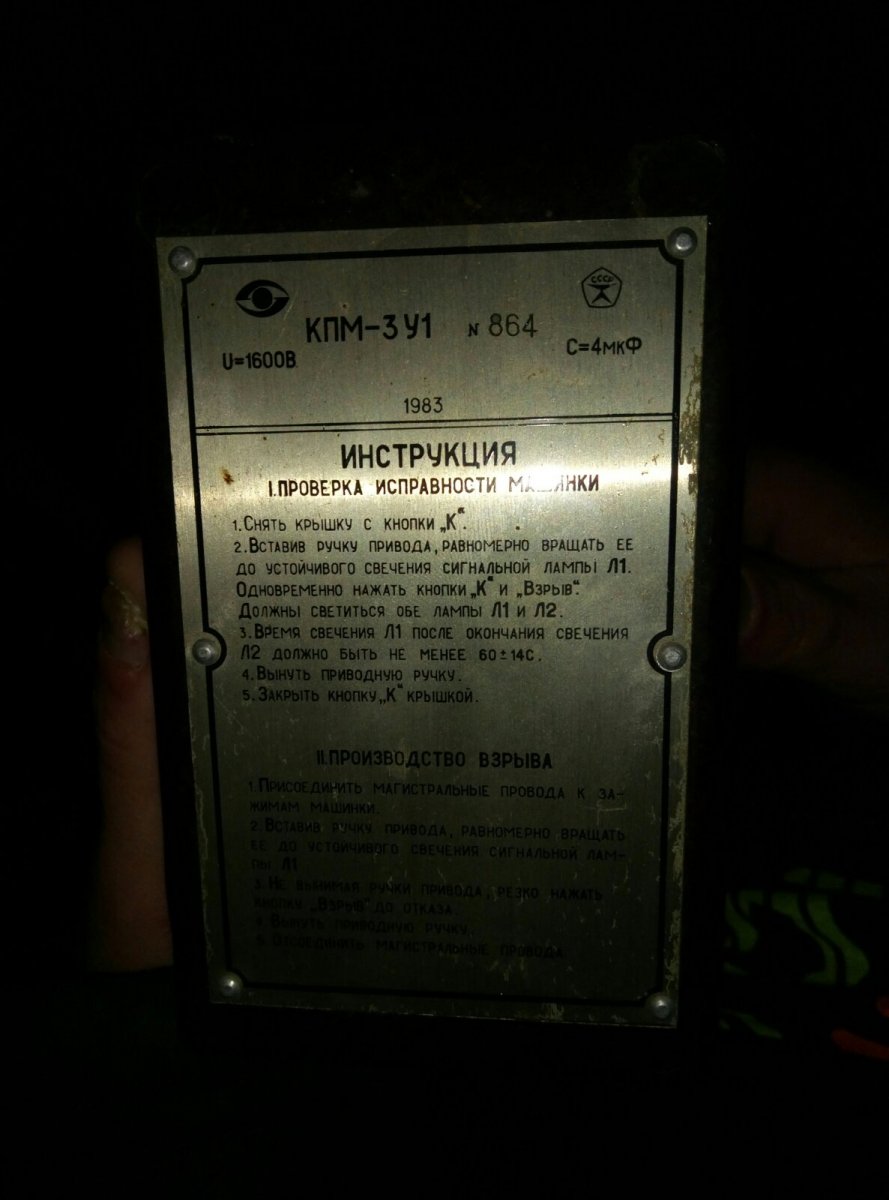 СССР
КПМ-3У1 N 864
U=1600В
С=4мкФ
1983
ИНСТРУКЦИЯ
I.ПРОВЕРКА ИСПРАВНОСТИ
1.Снять крышку с кнопки „К“.
2.Вставив ручку привода, равномерно вращать ее
до устойчивого свечения сигнальной лампы Л1.
Одновременно нажать кнопки „К“ и „Взрыв“.
Должны светиться обе лампы Л1 и Л2.
3.Время свечения Л1 после окончания свечения
Л2 должно быть не менее 60±14с.
4.Вынуть приводную ручку.
5.Закрыть кнопку „К“ крышкой.
II.ПРОИЗВОДСТВО ВЗРЫВА
1.Присоединить магистральные провода к за-
жимам машинки.
2.Вставив ручку привода, равномерно вращать
ее до устойчивого свечения сигнальной лам-
пы Л1
3.Не вынимая ручки привода, резко нажать
кнопку „Взрыв“ до отказа.
4.Вынуть приводную ручку.
5.Отсоединить магистральные провода